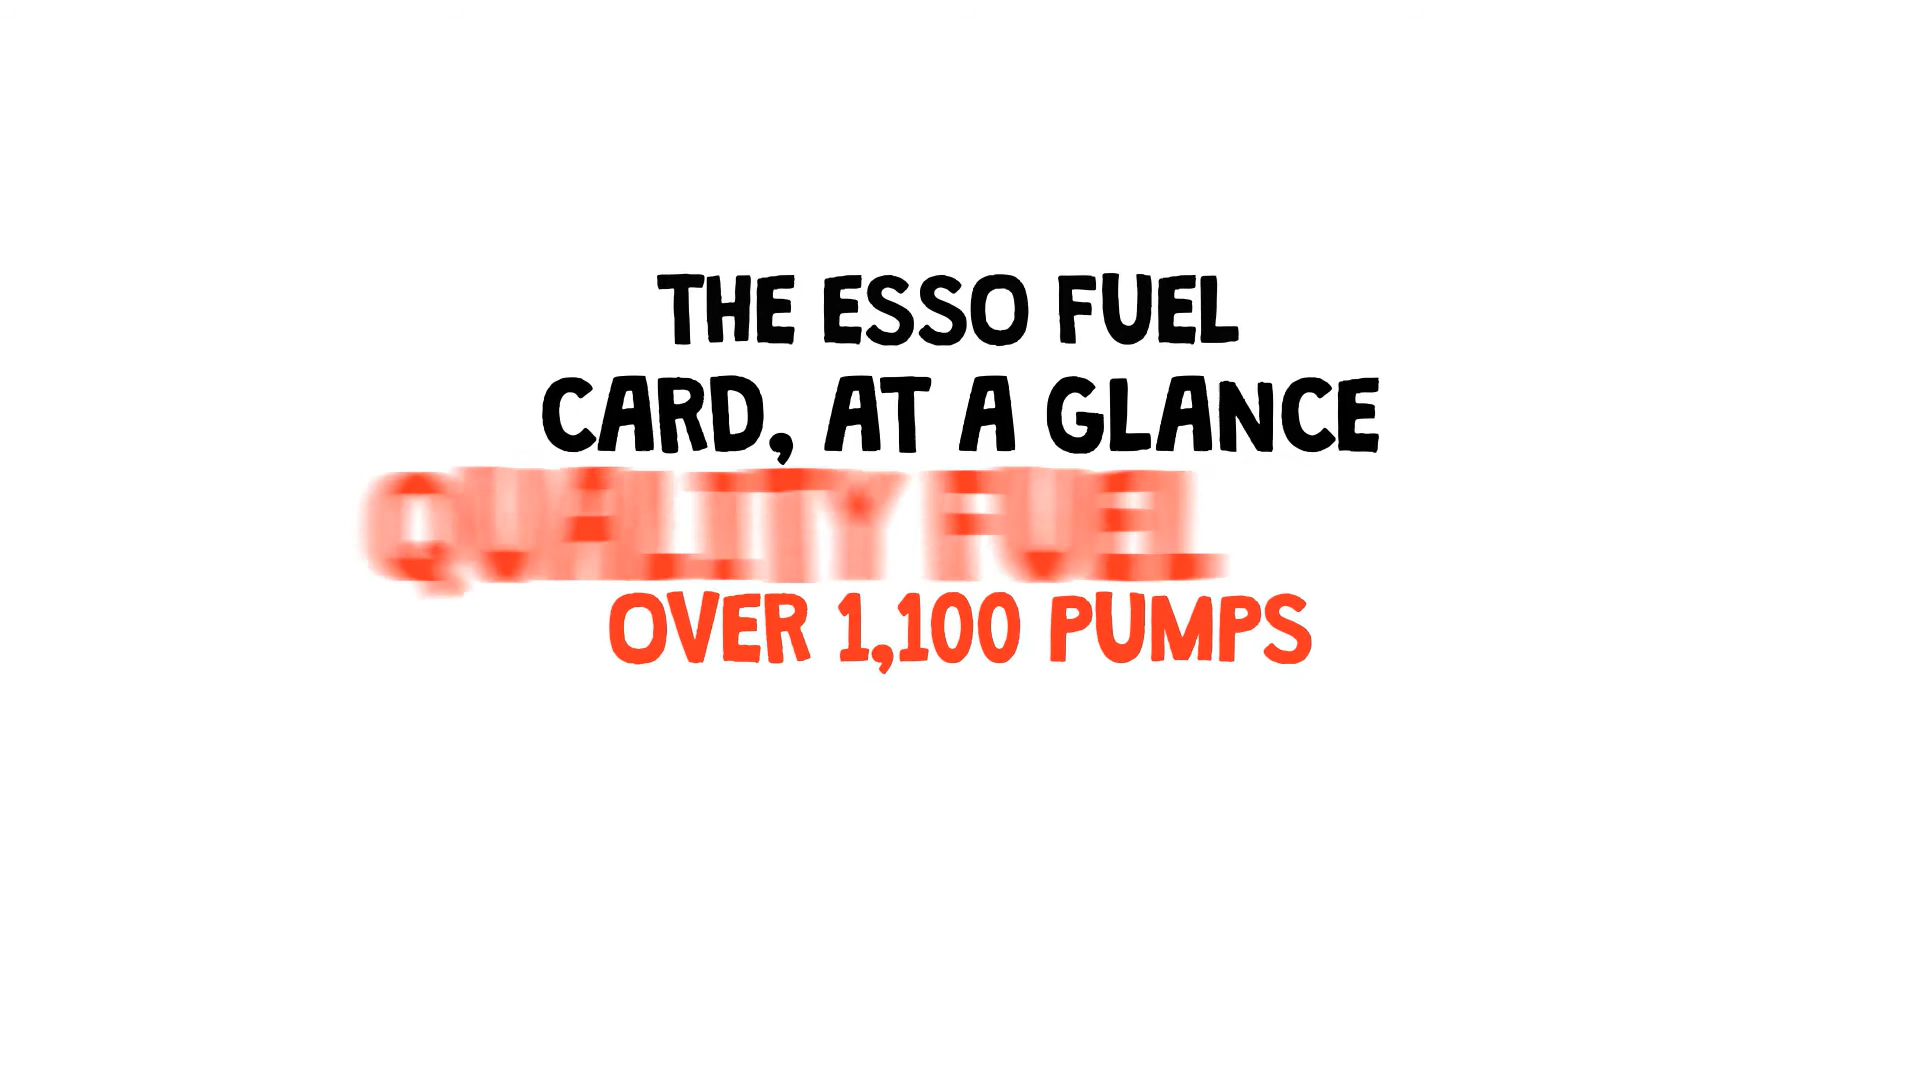 THE ESSO FUEL
CARD, AT A GLANCE
QUALITY FUEL
OVER 1,100 PUMPS